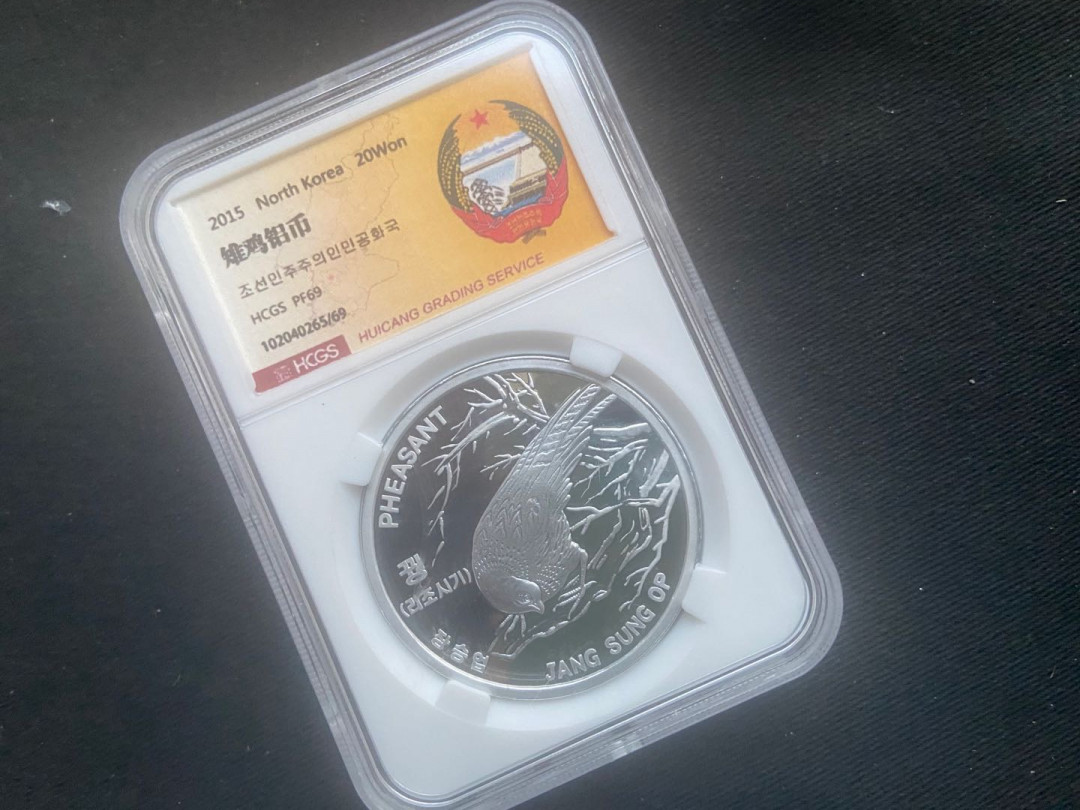 2015 North Korea 20Won
雉鸡铝币
조선민주주의인민공화국
HCGS PF69
102040265/69
HCGS HUICANG GRADING SERVICE
PHEASANT
꿩
(리조시기)
장승업
JANG SUNG OP